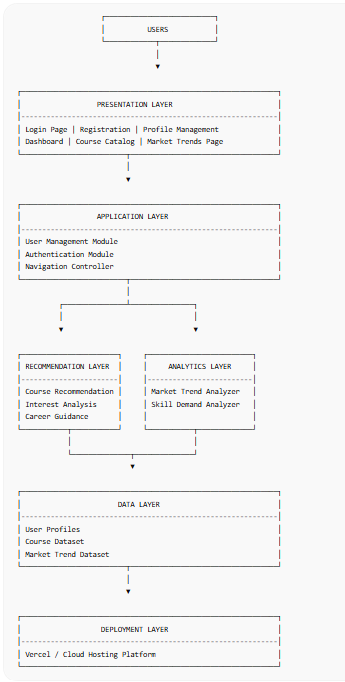 USERS
PRESENTATION LAYER
Login Page | Registration | Profile Management
Dashboard | Course Catalog | Market Trends Page
APPLICATION LAYER
User Management Module
Authentication Module
Navigation Controller
RECOMMENDATION LAYER
Course Recommendation
Interest Analysis
Career Guidance
ANALYTICS LAYER
Market Trend Analyzer
Skill Demand Analyzer
DATA LAYER
User Profiles
Course Dataset
Market Trend Dataset
DEPLOYMENT LAYER
Vercel / Cloud Hosting Platform